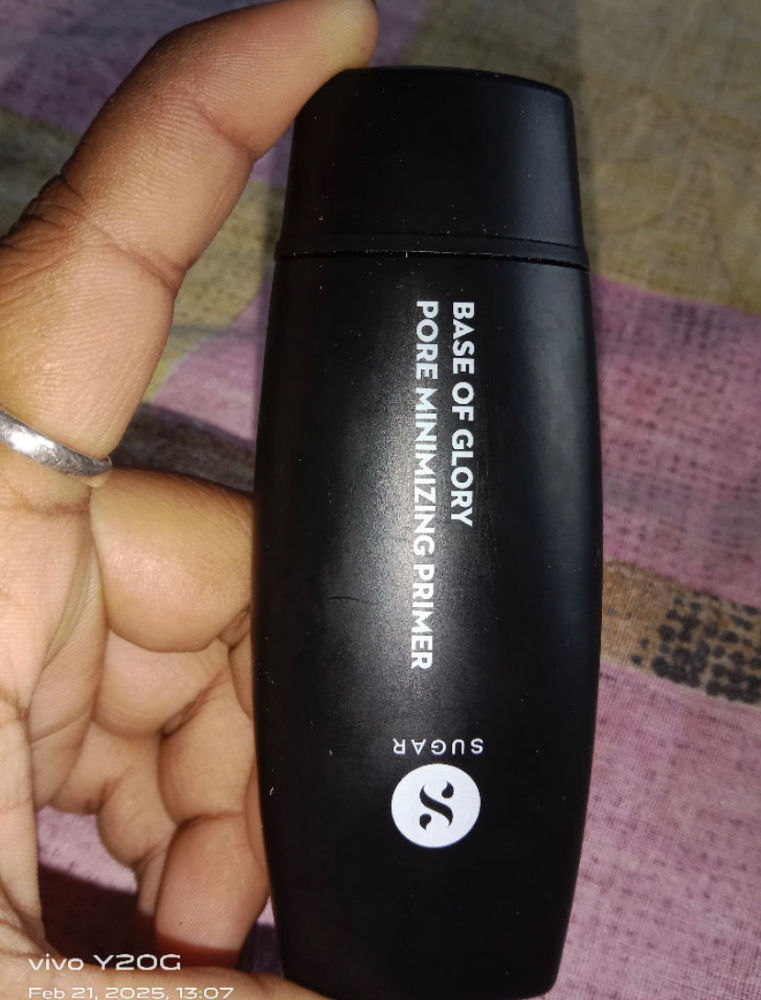 BASE OF GLORY
PORE MINIMIZING PRIMER
SUGAR
vivo Y20G
Feb 21, 2025, 13:07